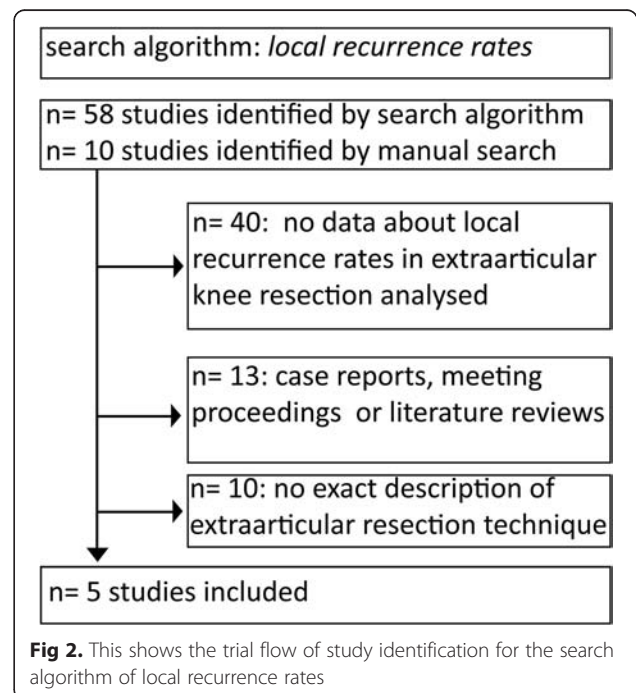 search algorithm: local recurrence rates
n= 58 studies identified by search algorithm
n= 10 studies identified by manual search
n= 40: no data about local
recurrence rates in extraarticular
knee resection analysed
n= 13: case reports, meeting
proceedings or literature reviews
n= 10: no exact description of
extraarticular resection technique
n= 5 studies included
Fig 2. This shows the trial flow of study identification for the search
algorithm of local recurrence rates